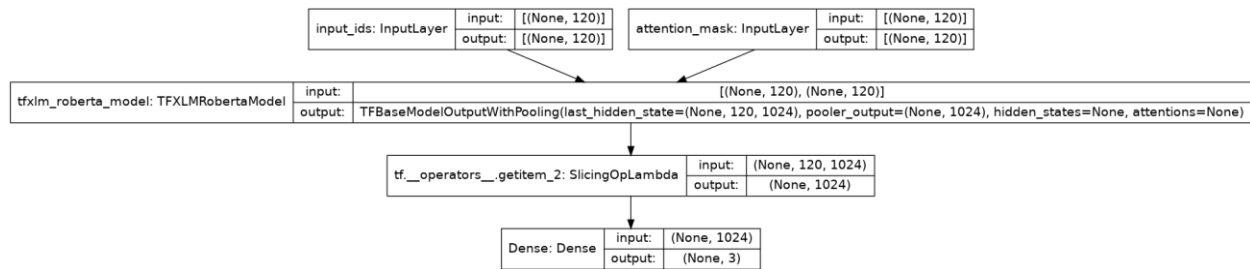 input_ids: InputLayer input: [(None, 120)]
output: [(None, 120)]
attention_mask: InputLayer input: [(None, 120)]
output: [(None, 120)]
tfxlm_roberta_model: TFXLMRobertaModel input: [(None, 120), (None, 120)]
output: TFBaseModelOutputWithPooling(last_hidden_state=(None, 120, 1024), pooler_output=(None, 1024), hidden_states=None, attentions=None)
tf.__operators__.getitem_2: SlicingOpLambda input: (None, 120, 1024)
output: (None, 1024)
Dense: Dense input: (None, 1024)
output: (None, 3)